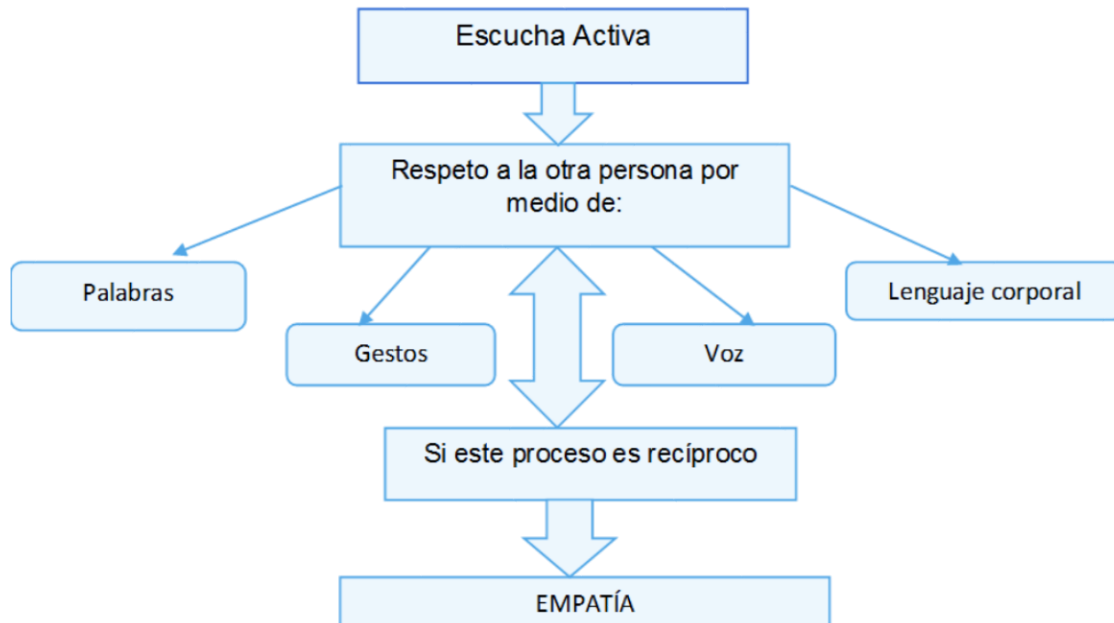 Escucha Activa
Respeto a la otra persona por
medio de:
Palabras
Lenguaje corporal
Gestos
Voz
Si este proceso es recíproco
EMPATÍA